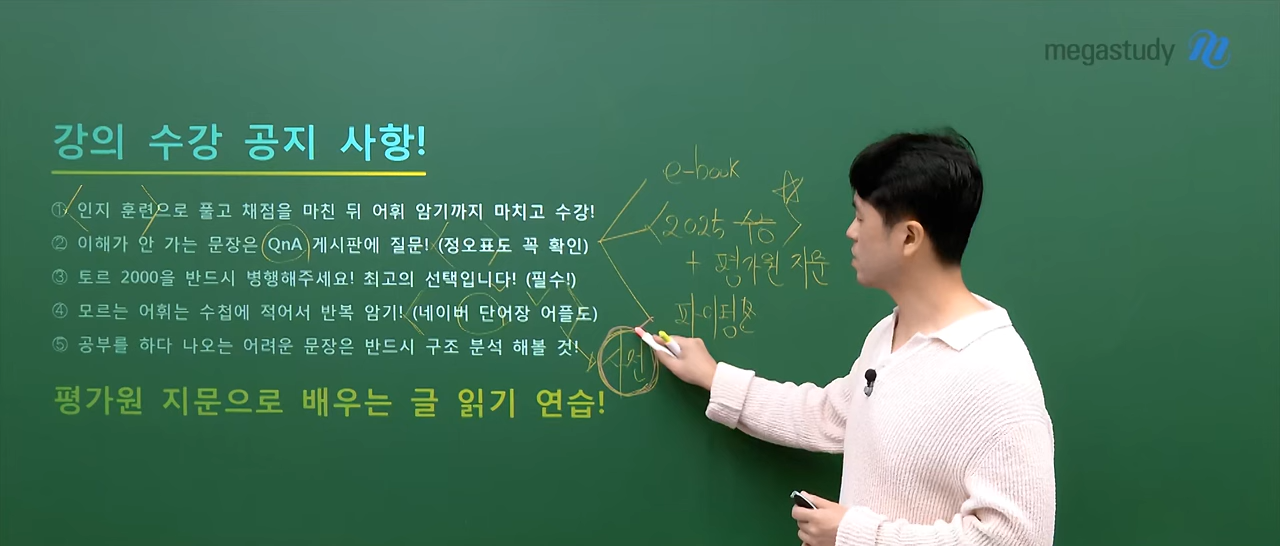 megastudy
강의 수강 공지 사항!
① 인지 훈련으로 풀고 채점을 마친 뒤 어휘 암기까지 마치고 수강!
② 이해가 안 가는 문장은 QnA 게시판에 질문! (정오표도 꼭 확인)
③ 토르 2000을 반드시 병행해주세요! 최고의 선택입니다! (필수!)
④ 모르는 어휘는 수첩에 적어서 반복 암기! (네이버 단어장 어플도)
⑤ 공부를 하다 나오는 어려운 문장은 반드시 구조 분석 해볼 것!
평가원 지문으로 배우는 글 읽기 연습!
e-book
2025 수능
+ 평가원 지문
파이널
사전